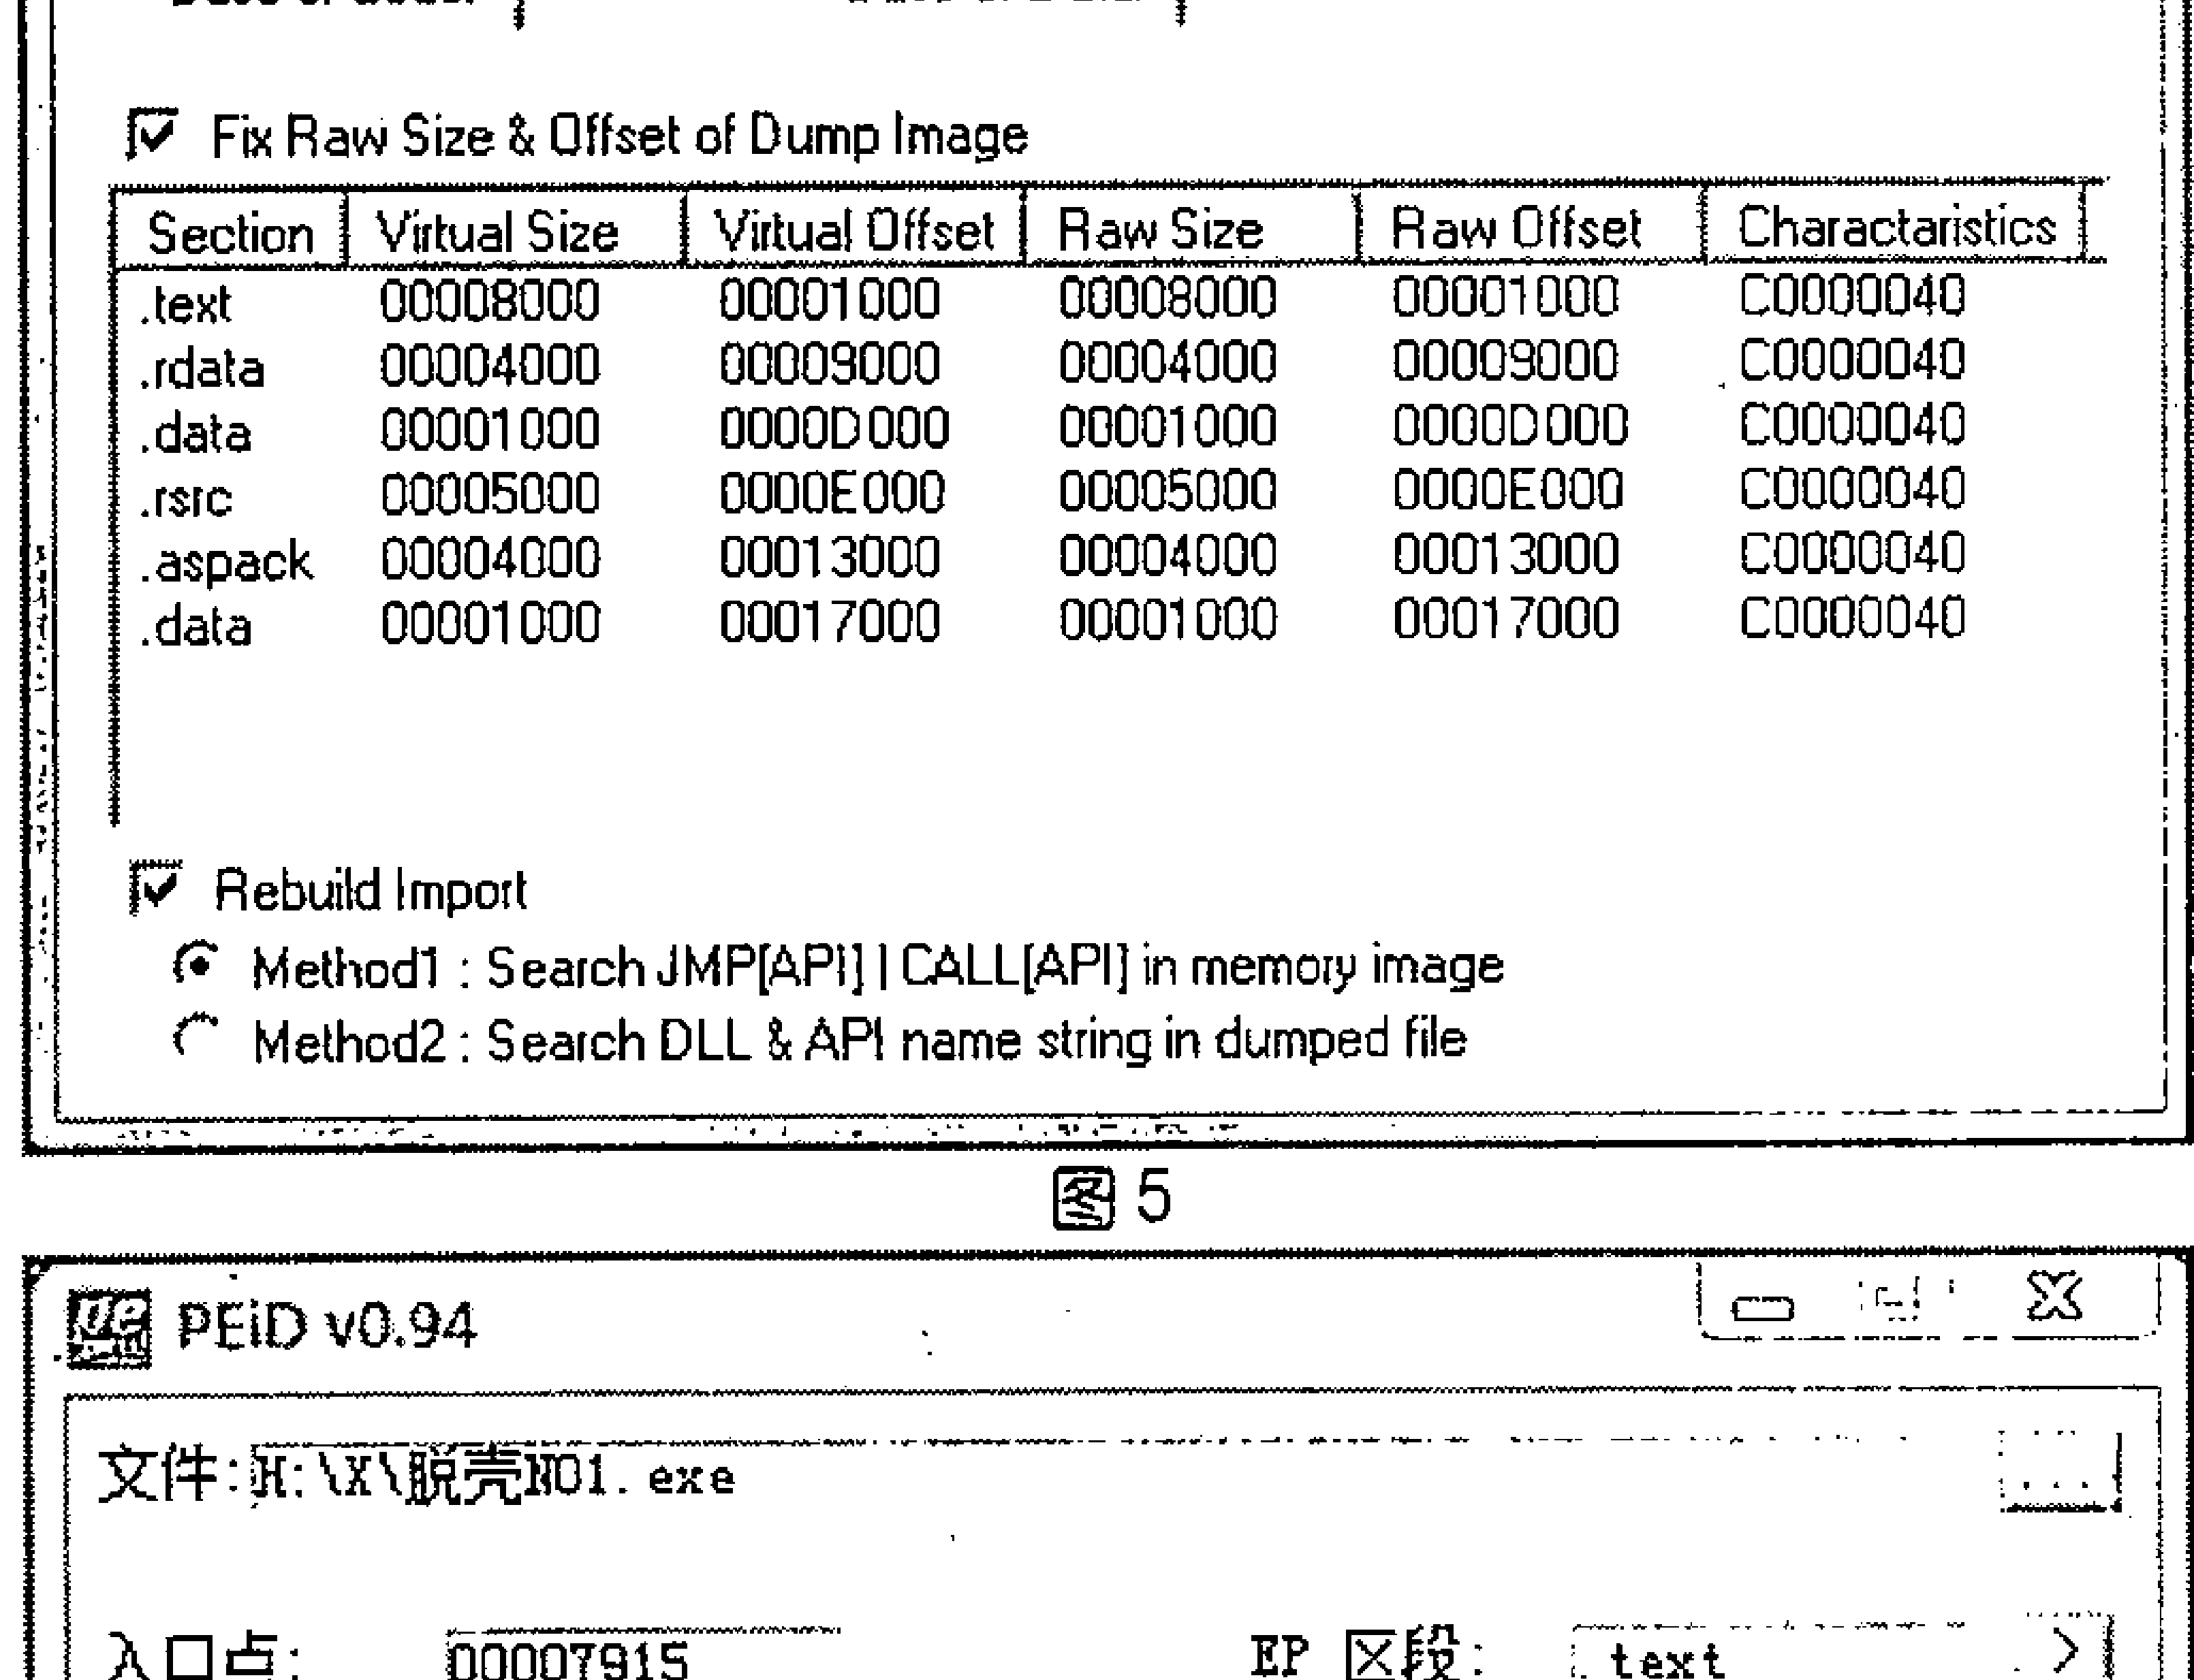 Fix Raw Size & Offset of Dump Image
Section Virtual Size Virtual Offset Raw Size Raw Offset Charactaristics
.text 00008000 00001000 00008000 00001000 C0000040
.rdata 00004000 00009000 00004000 00009000 C0000040
.data 00001000 0000D000 00001000 0000D000 C0000040
.rsrc 00005000 0000E000 00005000 0000E000 C0000040
.aspack 00004000 00013000 00004000 00013000 C0000040
.data 00001000 00017000 00001000 00017000 C0000040
Rebuild Import
Method1 : Search JMP[API] | CALL[API] in memory image
Method2 : Search DLL & API name string in dumped file
图 5
PEiD v0.94
文件: H:\X\脱壳NO1.exe ...
入口点: 00007915 EP 区段: .text >